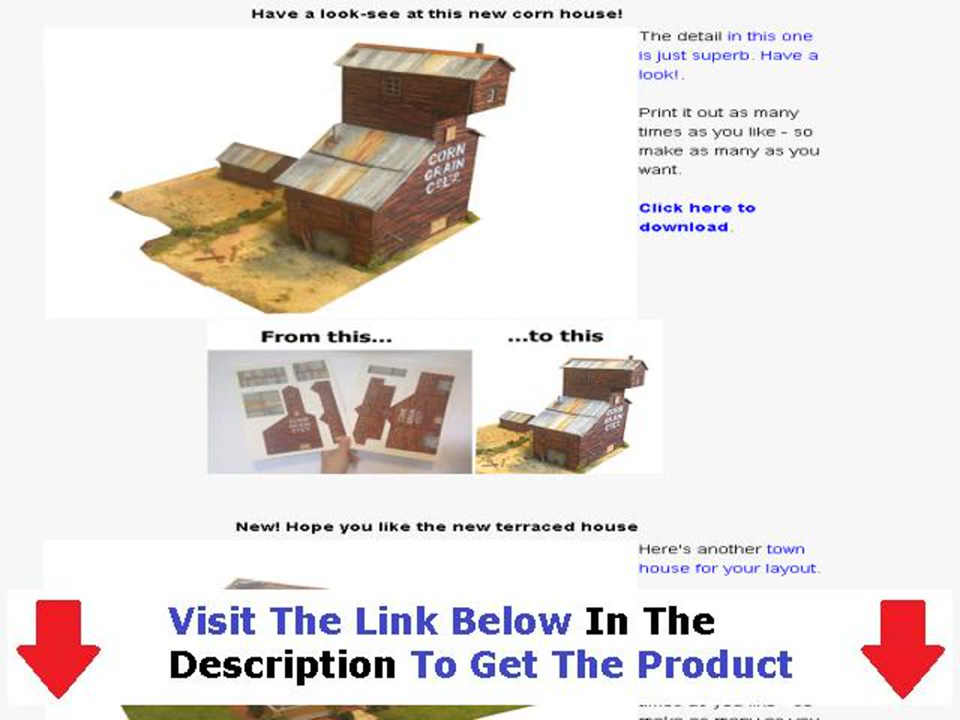 Have a look-see at this new corn house!
The detail in this one
is just superb. Have a
look!.
Print it out as many
times as you like - so
make as many as you
want.
Click here to
download.
CORN
GRAIN
Co LTD
From this...
...to this
New! Hope you like the new terraced house
Here's another town
house for your layout.
Visit The Link Below In The
Description To Get The Product